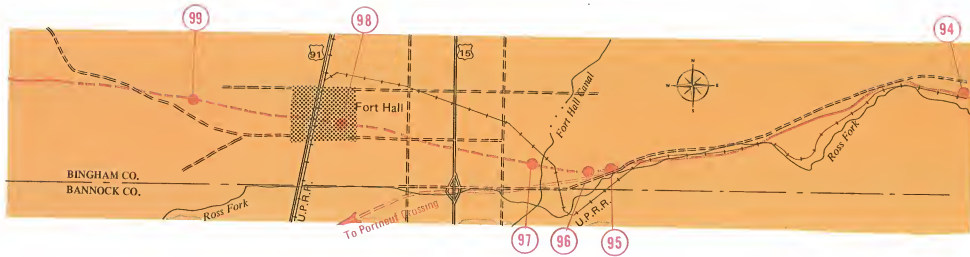 99
98
94
91
15
Fort Hall
Fort Hall Canal
N
W
E
S
Ross Fork
BINGHAM CO.
BANNOCK CO.
Ross Fork
U.P.R.R.
To Portneuf Crossing
U.P.R.R.
97
96
95